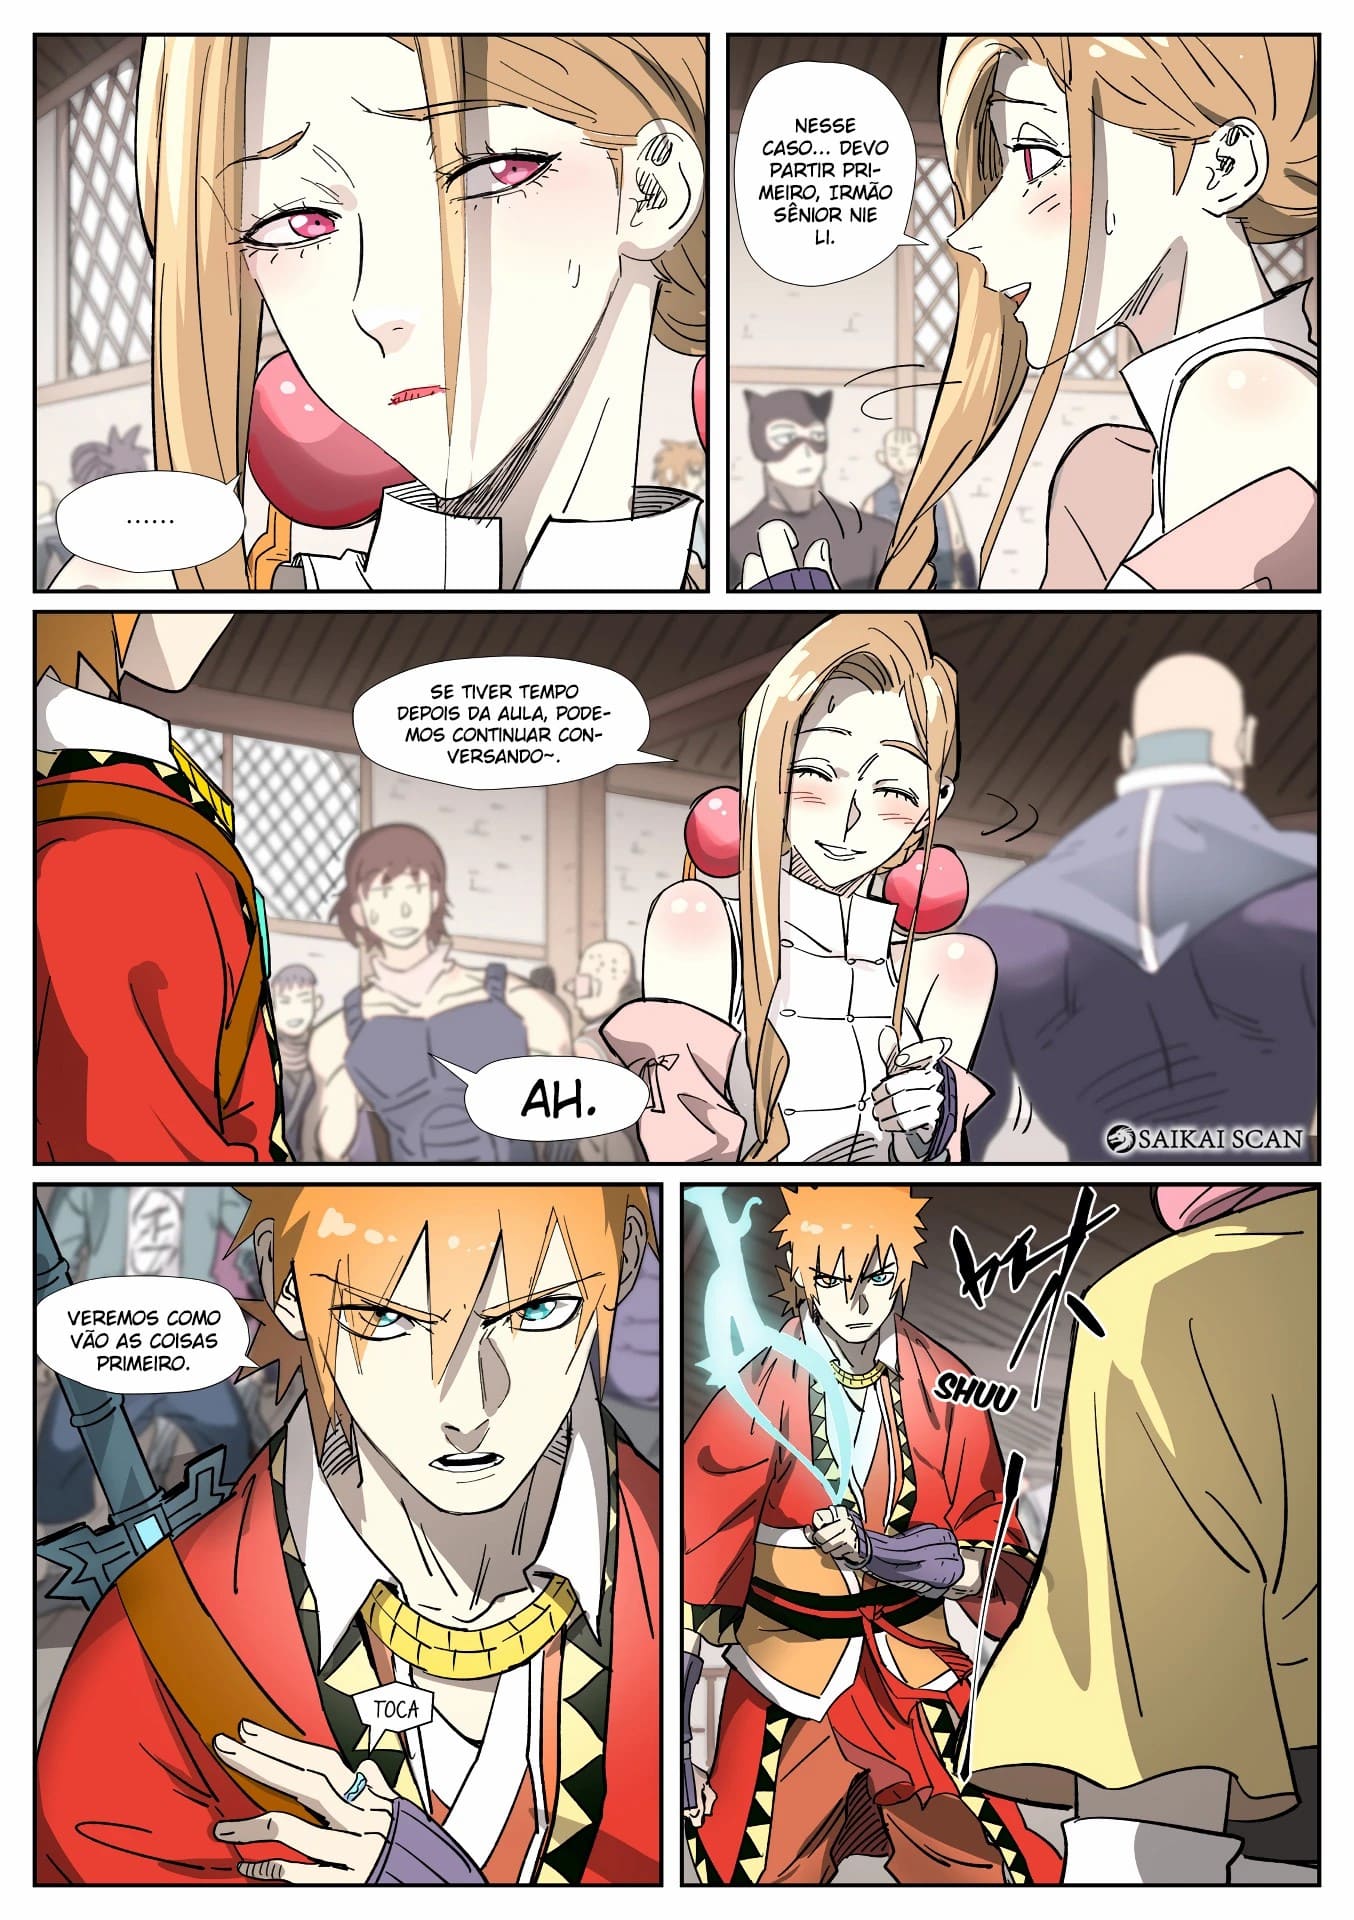 ......
NESSE
CASO... DEVO
PARTIR PRI-
MEIRO, IRMÃO
SÊNIOR NIE
LI.
SE TIVER TEMPO
DEPOIS DA AULA, PODE-
MOS CONTINUAR CON-
VERSANDO~.
AH.
SAIKAI SCAN
VEREMOS COMO
VÃO AS COISAS
PRIMEIRO.
TOCA
SHUU